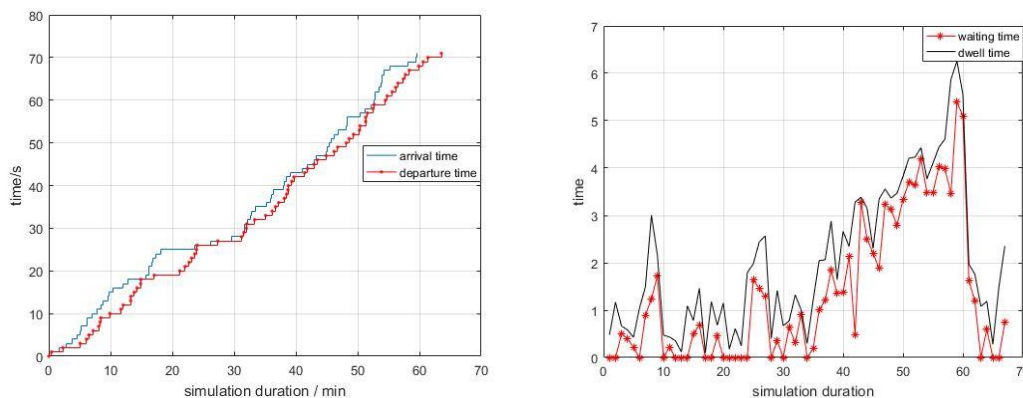 80
70
60
50
40
30
20
10
0
0 10 20 30 40 50 60 70
time/s
simulation duration / min
arrival time
departure time
7
6
5
4
3
2
1
0
0 10 20 30 40 50 60 70
time
simulation duration
waiting time
dwell time